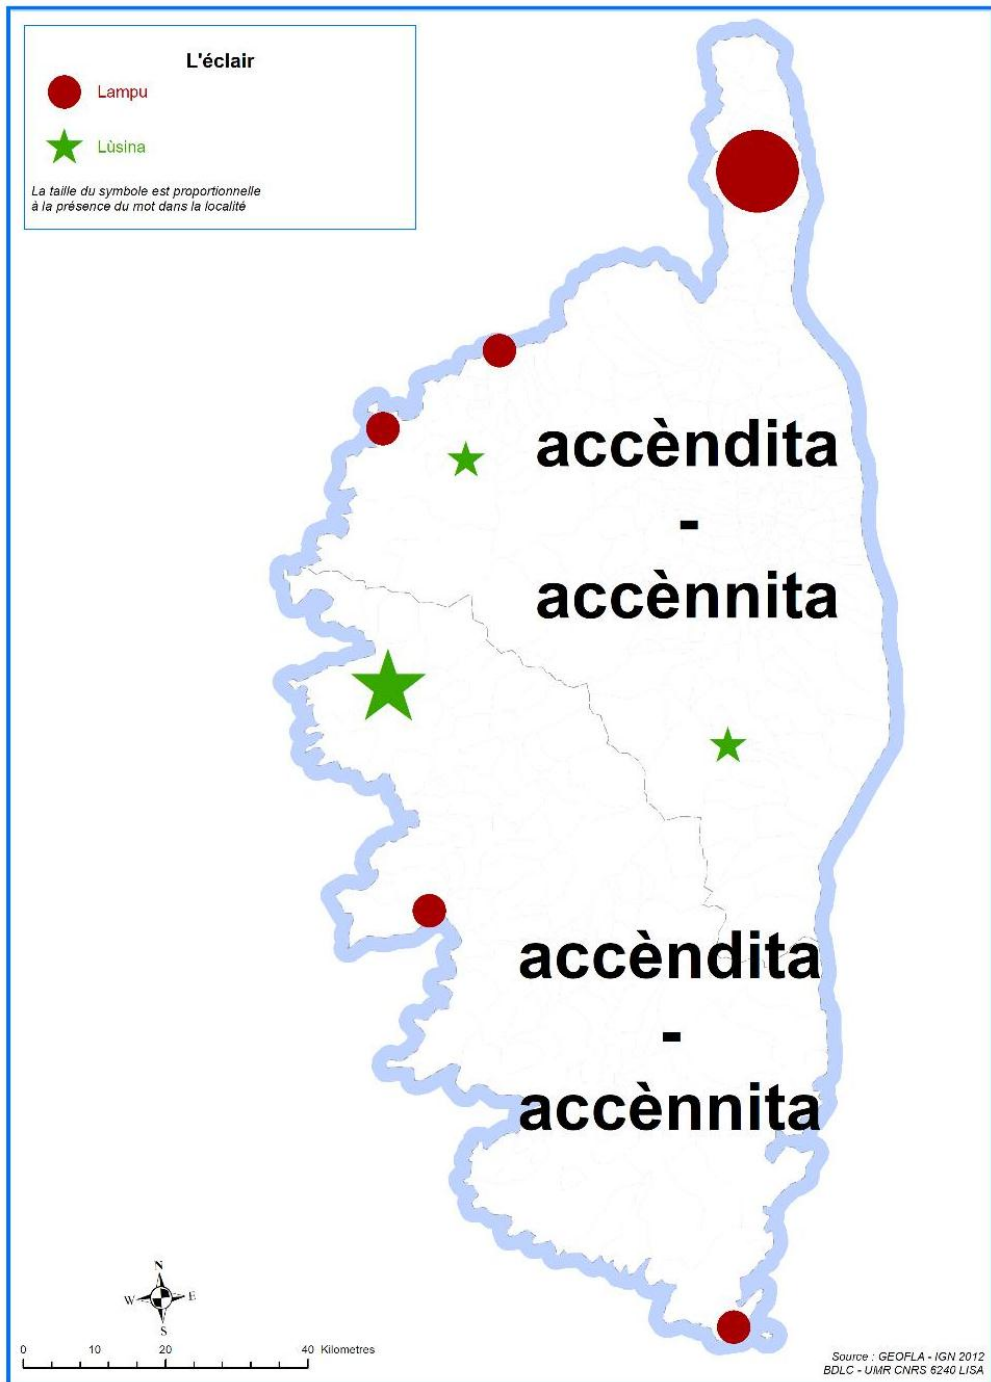 L'éclair
Lampu
Lùsina
La taille du symbole est proportionnelle
à la présence du mot dans la localité
accèndita
-
accènnita
accèndita
-
accènnita
N
W E
S
0 10 20 40 Kilometres
Source : GEOFLA - IGN 2012
BDLC - UMR CNRS 6240 LISA